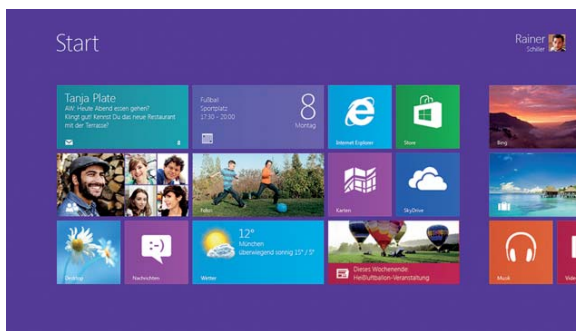 Start
Rainer
Schiller
Tanja Plate
AW: Heute Abend essen gehen?
Klingt gut! Kennst Du das neue Restaurant
mit der Terrasse?
Fußball
Sportplatz
17:30 - 20:00
8
Montag
Internet Explorer
Store
Bing
Fotos
Karten
SkyDrive
Desktop
Nachrichten
12°
München
überwiegend sonnig 15° / 5°
Wetter
Dieses Wochenende:
Heißluftballon-Veranstaltung
Musik